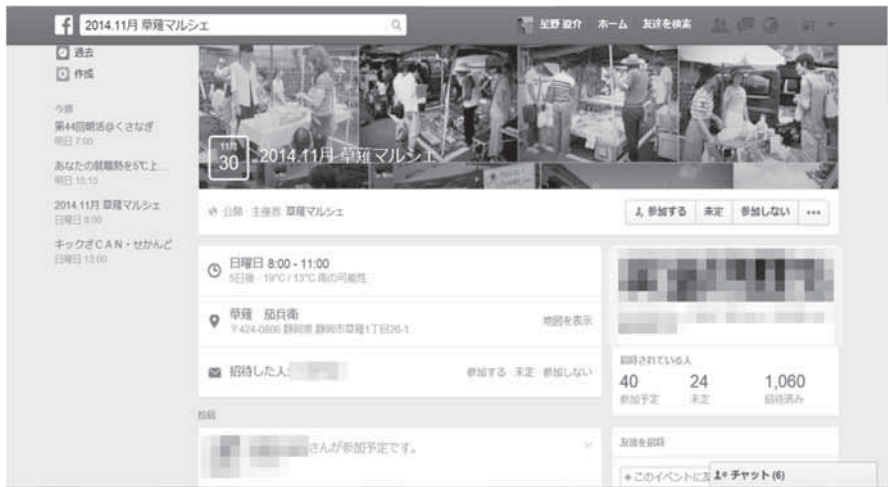 2014.11月 草薙マルシェ
星野 遼介 ホーム 友達を検索
過去
作成
今週
第44回朝活@くさなぎ
明日 7:00
あなたの就職熱を5℃上...
明日 15:15
2014.11月 草薙マルシェ
日曜日 8:00
キックざCAN・せかんど
日曜日 13:00
11月
30
2014.11月 草薙マルシェ
公開・主催者: 草薙マルシェ
参加する 未定 参加しない •••
日曜日 8:00 - 11:00
5日後・19°C / 13°C 雨の可能性
草薙 茄兵衛
〒424-0886 静岡県 静岡市草薙1丁目26-1
地図を表示
招待した人:
参加する・未定・参加しない
招待されている人
40 24 1,060
参加予定 未定 招待済み
投稿
さんが参加予定です。
友達を招待
+このイベントに友
チャット (6)